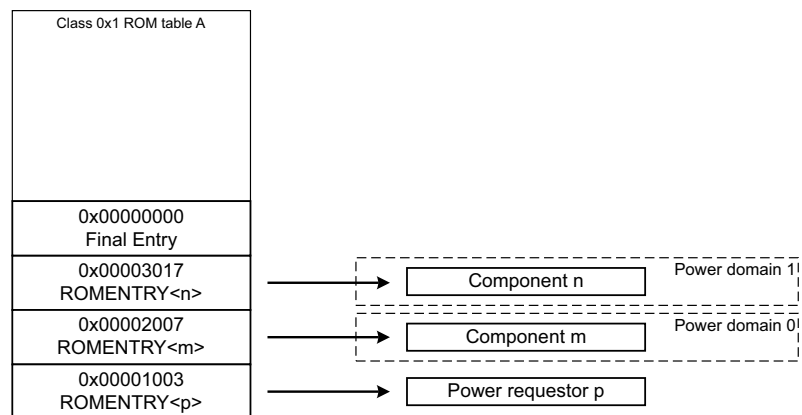 Class 0x1 ROM table A
0x00000000
Final Entry
0x00003017
ROMENTRY<n>
Component n
Power domain 1
0x00002007
ROMENTRY<m>
Component m
Power domain 0
0x00001003
ROMENTRY<p>
Power requestor p